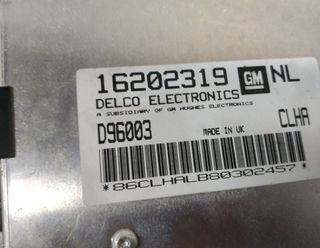 16202319 GM NL
DELCO ELECTRONICS
A SUBSIDIARY OF GM HUGHES ELECTRONICS
D96003 CLHA
MADE IN UK
*86CLHALB80302457*